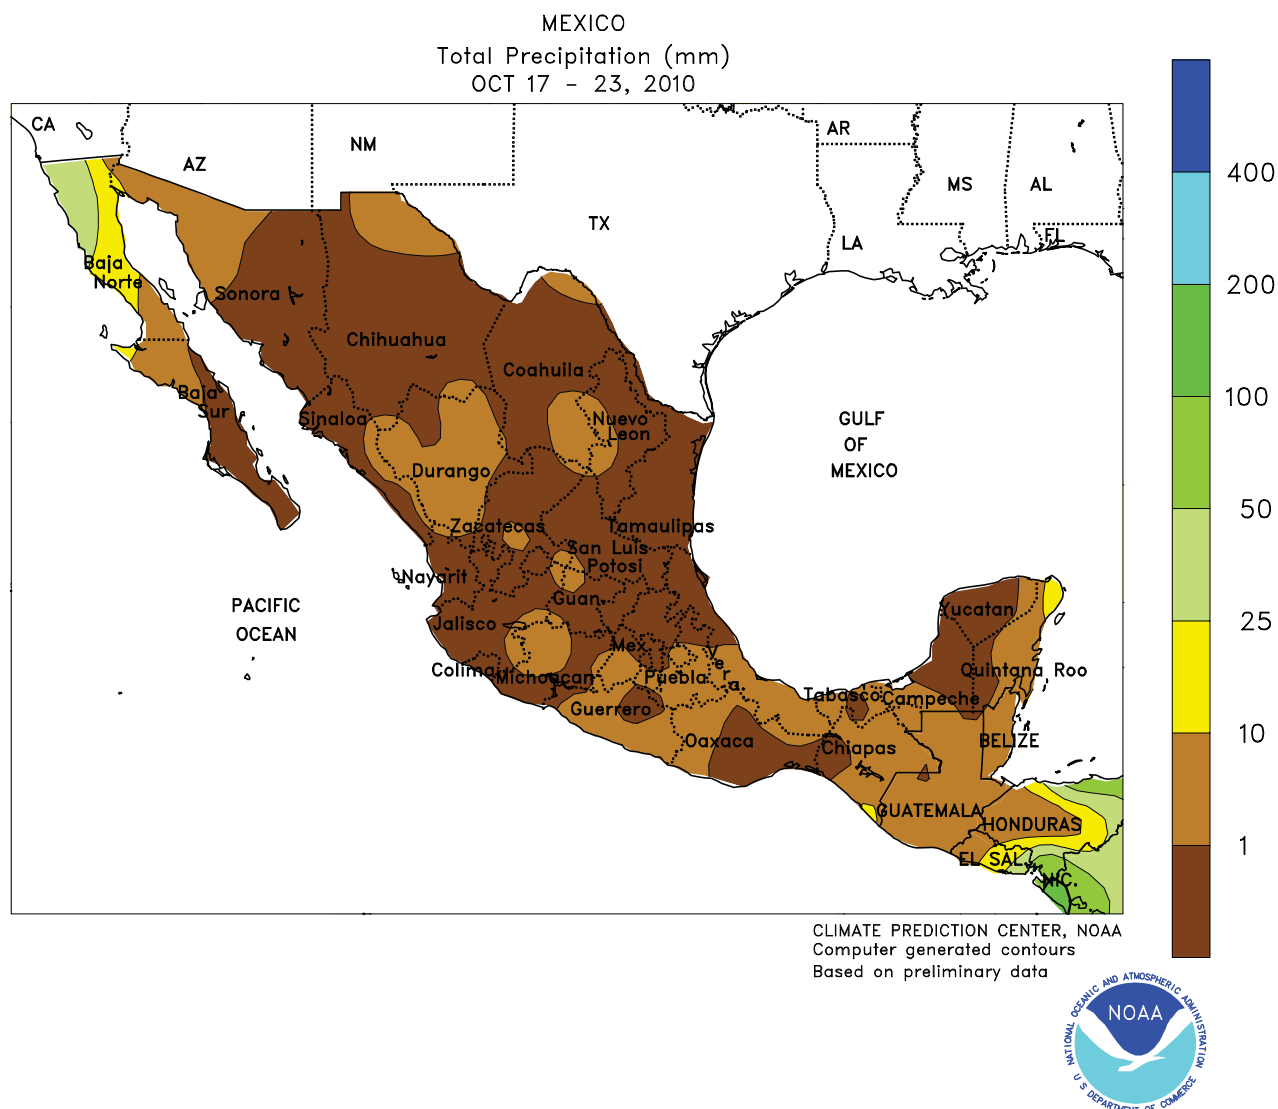 MEXICO
Total Precipitation (mm)
OCT 17 - 23, 2010
CA
AZ
NM
TX
AR
MS
AL
LA
FL
Baja
Norte
Sonora
Chihuahua
Coahuila
Baja
Sur
Sinaloa
Nuevo
Leon
Durango
Zacatecas
Tamaulipas
San Luis
Potosi
Nayarit
Guan.
Jalisco
Mex.
Colima
Michoacan
Puebla
Vera.
Guerrero
Oaxaca
Tabasco
Campeche
Chiapas
Yucatan
Quintana Roo
BELIZE
GUATEMALA
HONDURAS
EL SAL.
NIC.
GULF
OF
MEXICO
PACIFIC
OCEAN
400
200
100
50
25
10
1
CLIMATE PREDICTION CENTER, NOAA
Computer generated contours
Based on preliminary data
NATIONAL OCEANIC AND ATMOSPHERIC ADMINISTRATION
NOAA
U S DEPARTMENT OF COMMERCE